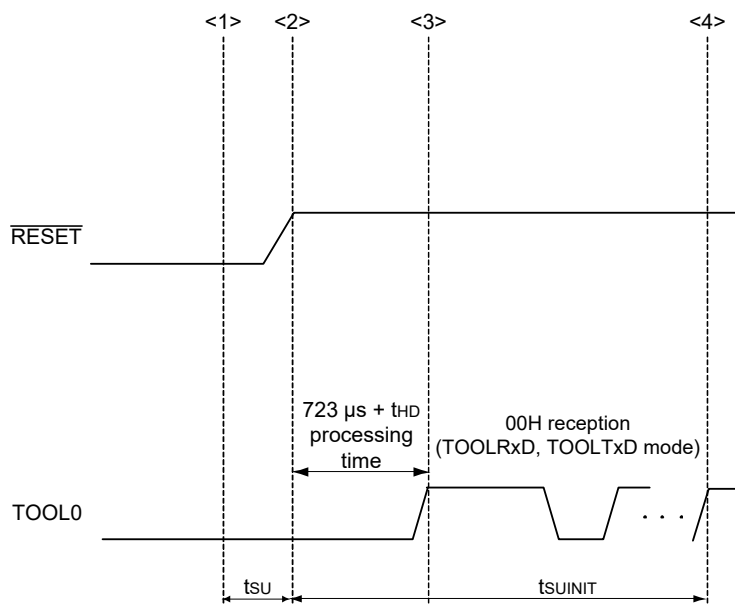 <1> <2> <3> <4>
RESET
723 µs + tHD
processing
time
00H reception
(TOOLRxD, TOOLTxD mode)
TOOL0
. . .
tSU
tSUINIT